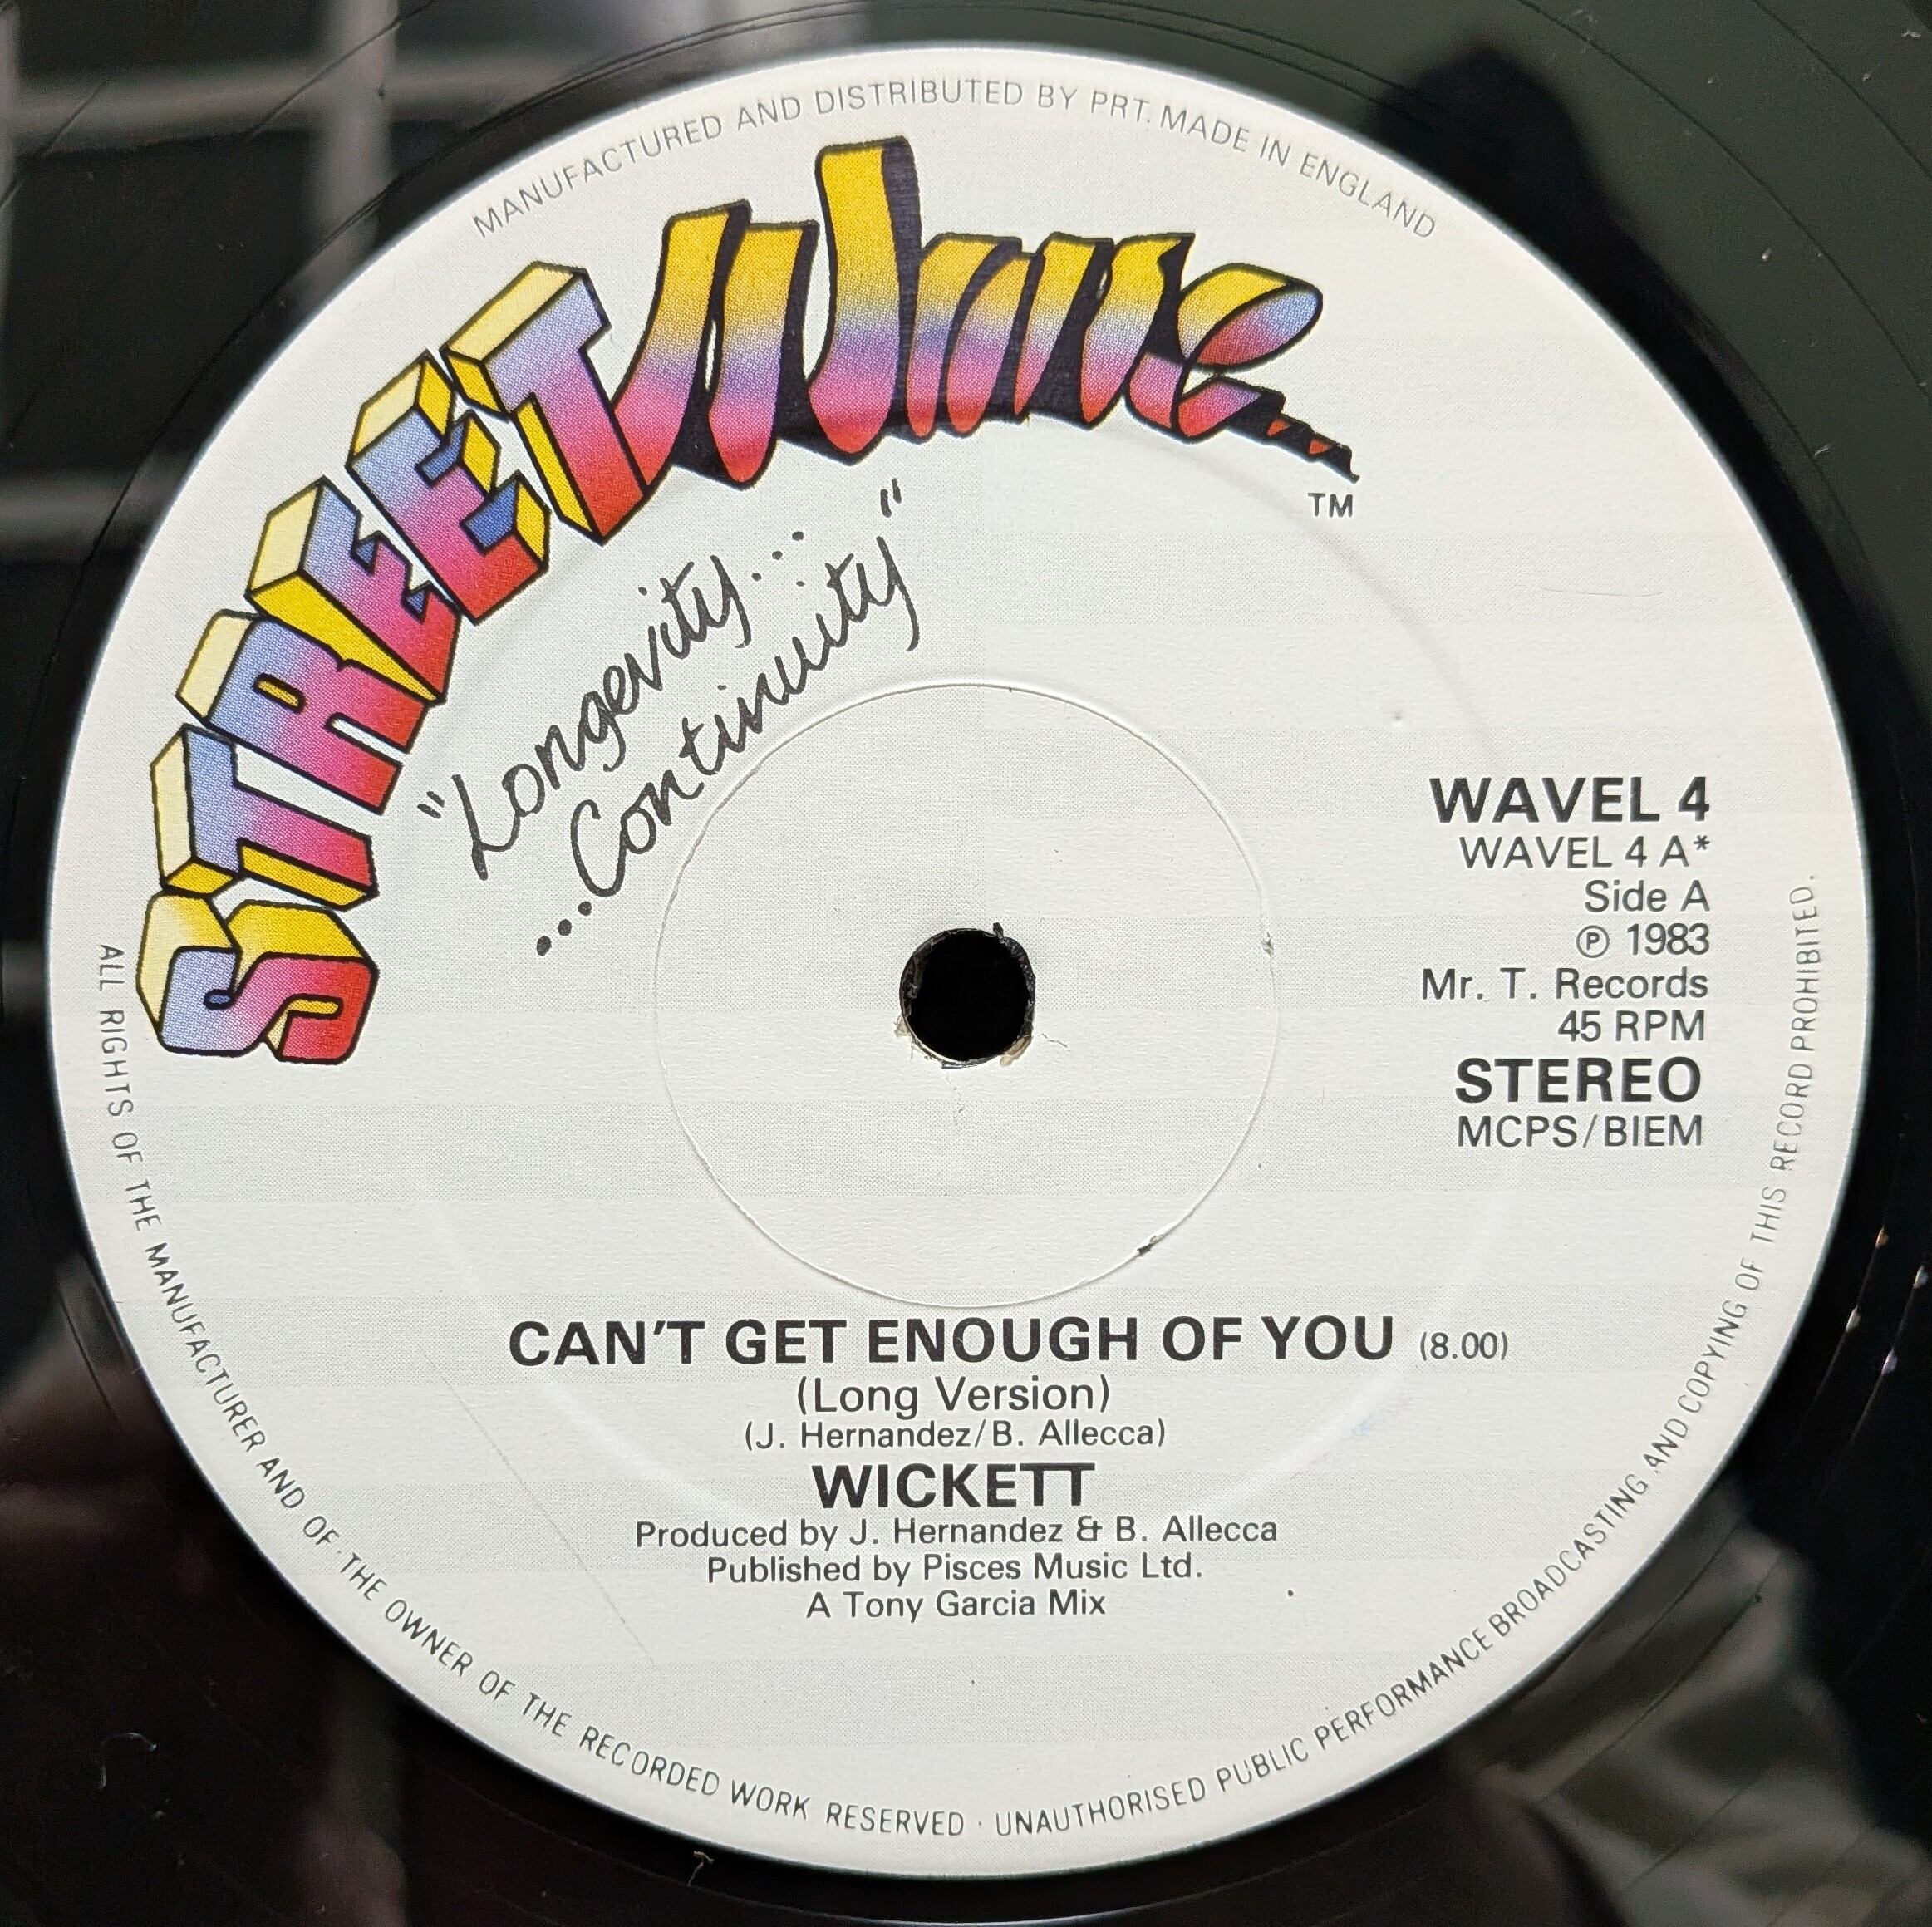 MANUFACTURED AND DISTRIBUTED BY PRT. MADE IN ENGLAND
STREETWave
TM
"Longevity...
...Continuity"
WAVEL 4
WAVEL 4 A*
Side A
℗ 1983
Mr. T. Records
45 RPM
STEREO
MCPS/BIEM
CAN'T GET ENOUGH OF YOU (8.00)
(Long Version)
(J. Hernandez/B. Allecca)
WICKETT
Produced by J. Hernandez & B. Allecca
Published by Pisces Music Ltd.
A Tony Garcia Mix
ALL RIGHTS OF THE MANUFACTURER AND OF · THE OWNER OF THE RECORDED WORK RESERVED · UNAUTHORISED PUBLIC PERFORMANCE BROADCASTING AND COPYING OF THIS RECORD PROHIBITED.